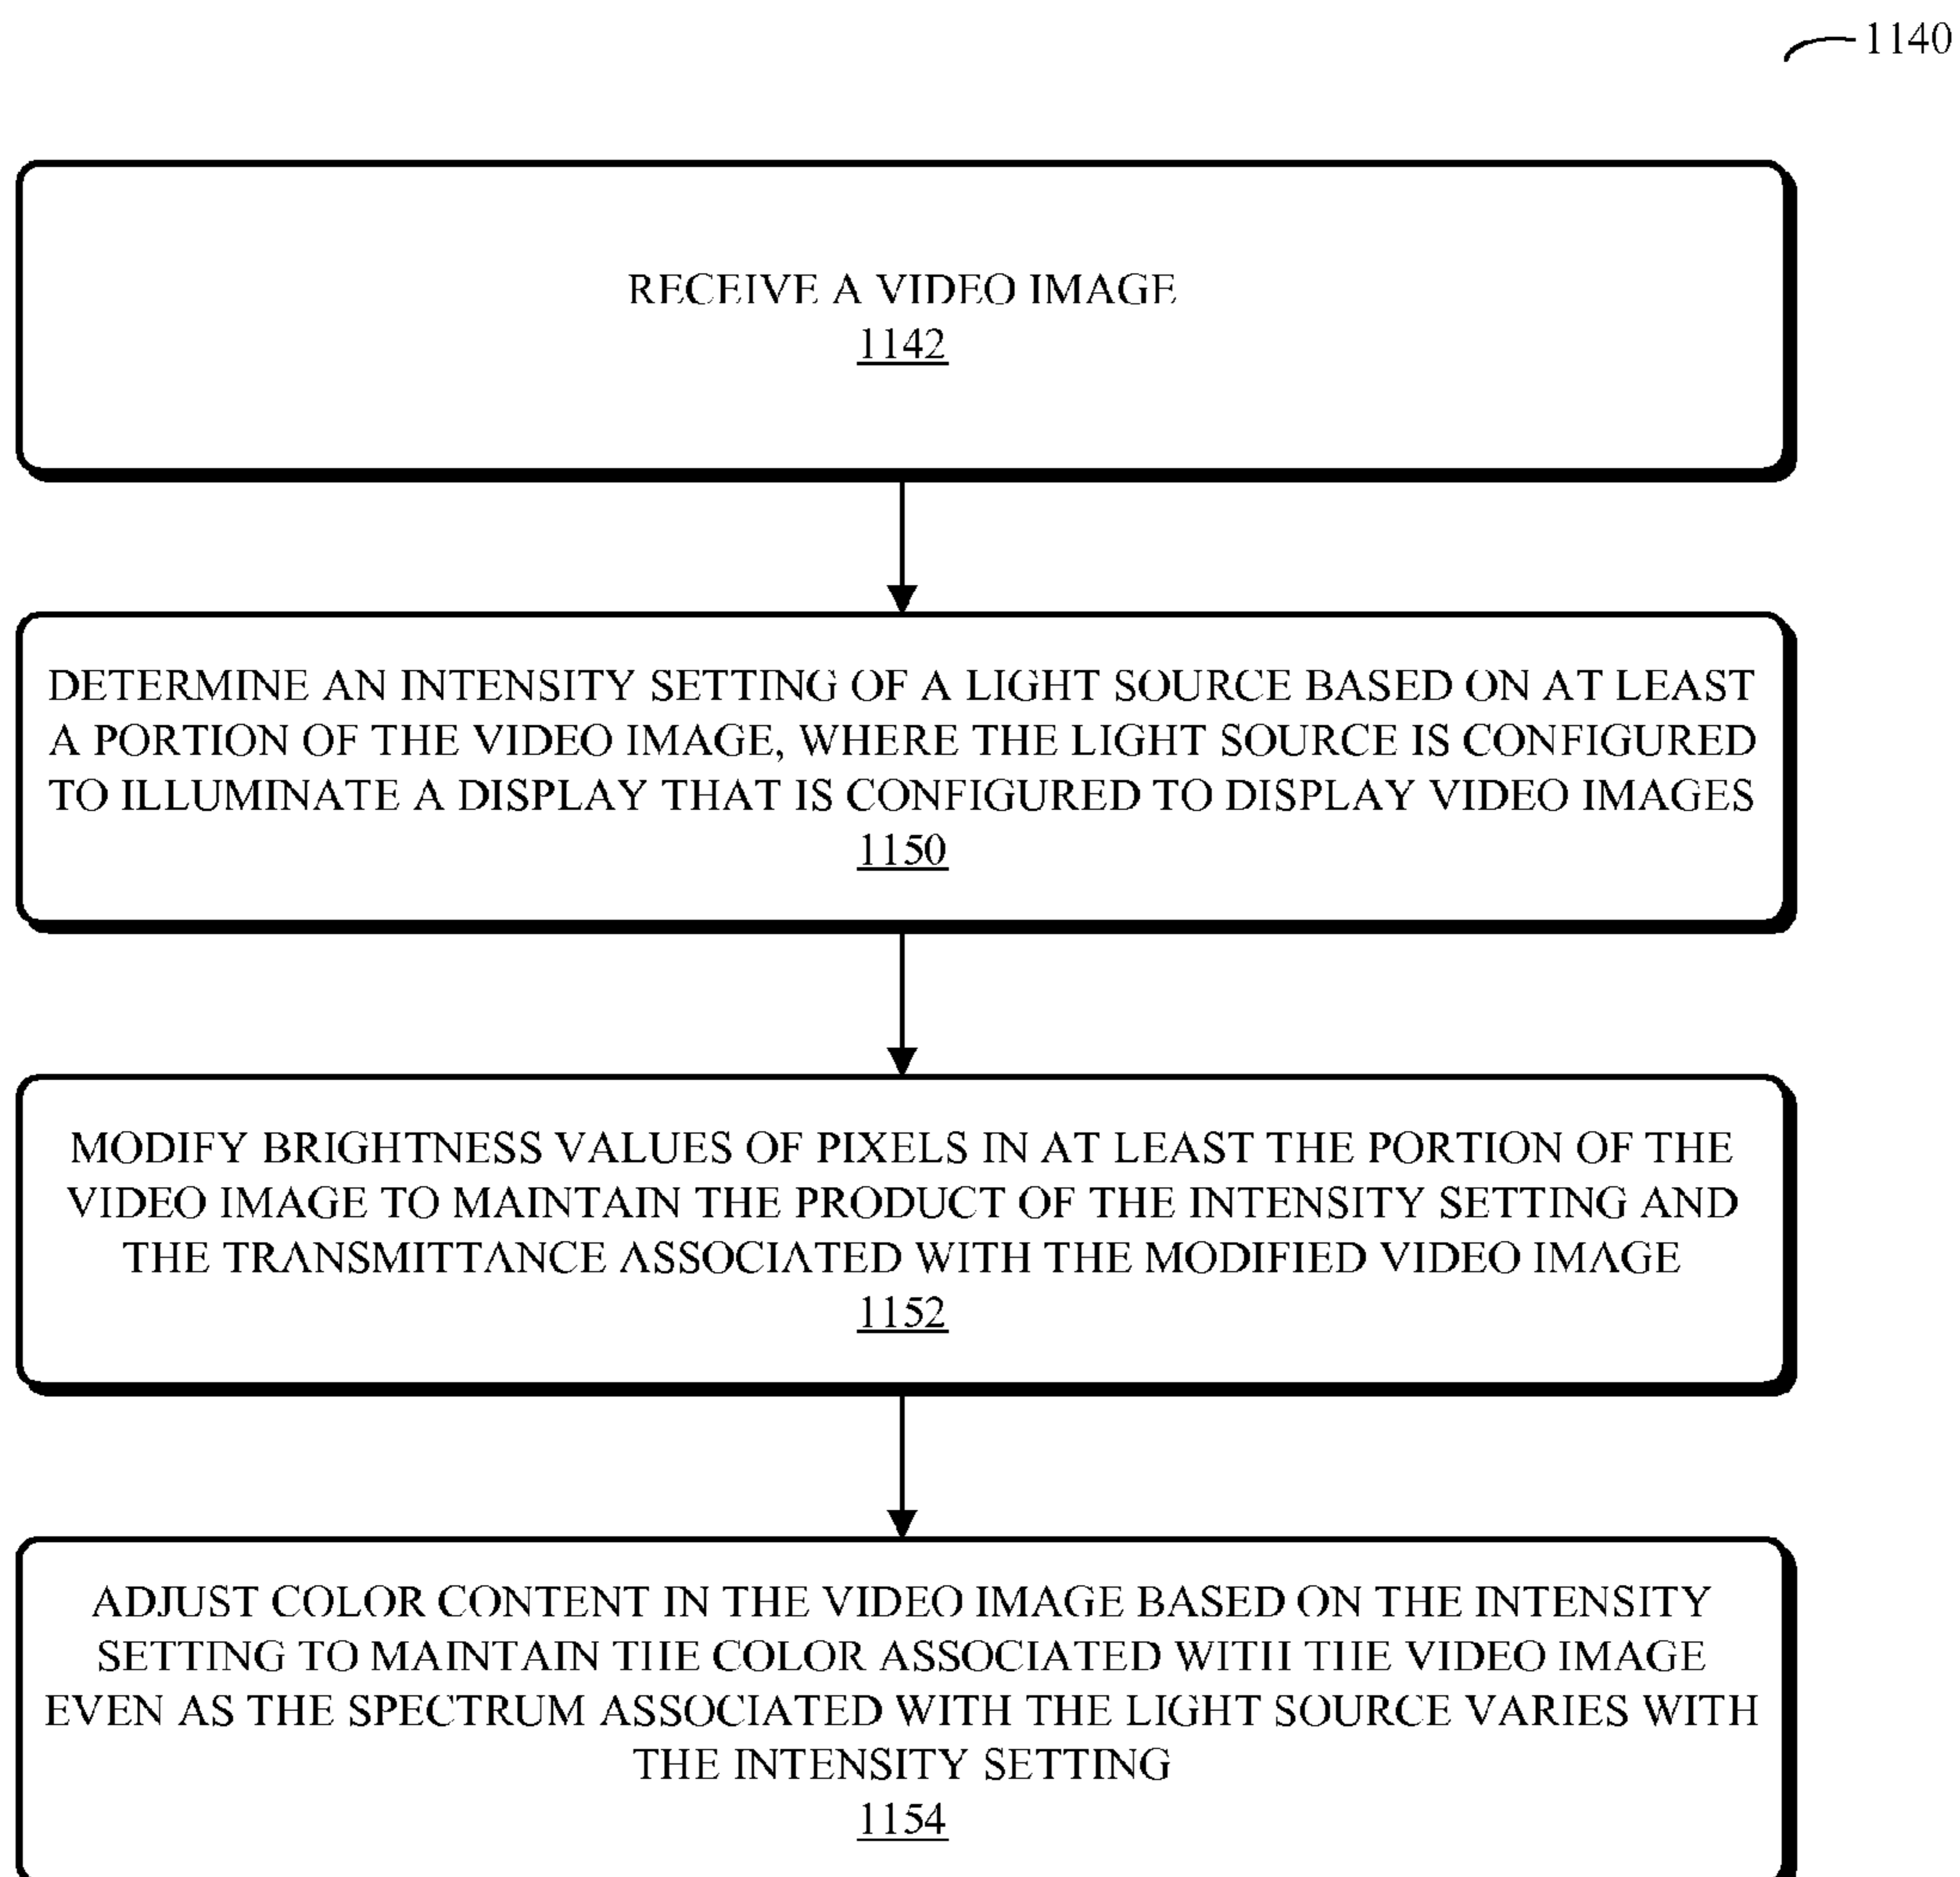 1140
RECEIVE A VIDEO IMAGE
1142
DETERMINE AN INTENSITY SETTING OF A LIGHT SOURCE BASED ON AT LEAST
A PORTION OF THE VIDEO IMAGE, WHERE THE LIGHT SOURCE IS CONFIGURED
TO ILLUMINATE A DISPLAY THAT IS CONFIGURED TO DISPLAY VIDEO IMAGES
1150
MODIFY BRIGHTNESS VALUES OF PIXELS IN AT LEAST THE PORTION OF THE
VIDEO IMAGE TO MAINTAIN THE PRODUCT OF THE INTENSITY SETTING AND
THE TRANSMITTANCE ASSOCIATED WITH THE MODIFIED VIDEO IMAGE
1152
ADJUST COLOR CONTENT IN THE VIDEO IMAGE BASED ON THE INTENSITY
SETTING TO MAINTAIN THE COLOR ASSOCIATED WITH THE VIDEO IMAGE
EVEN AS THE SPECTRUM ASSOCIATED WITH THE LIGHT SOURCE VARIES WITH
THE INTENSITY SETTING
1154